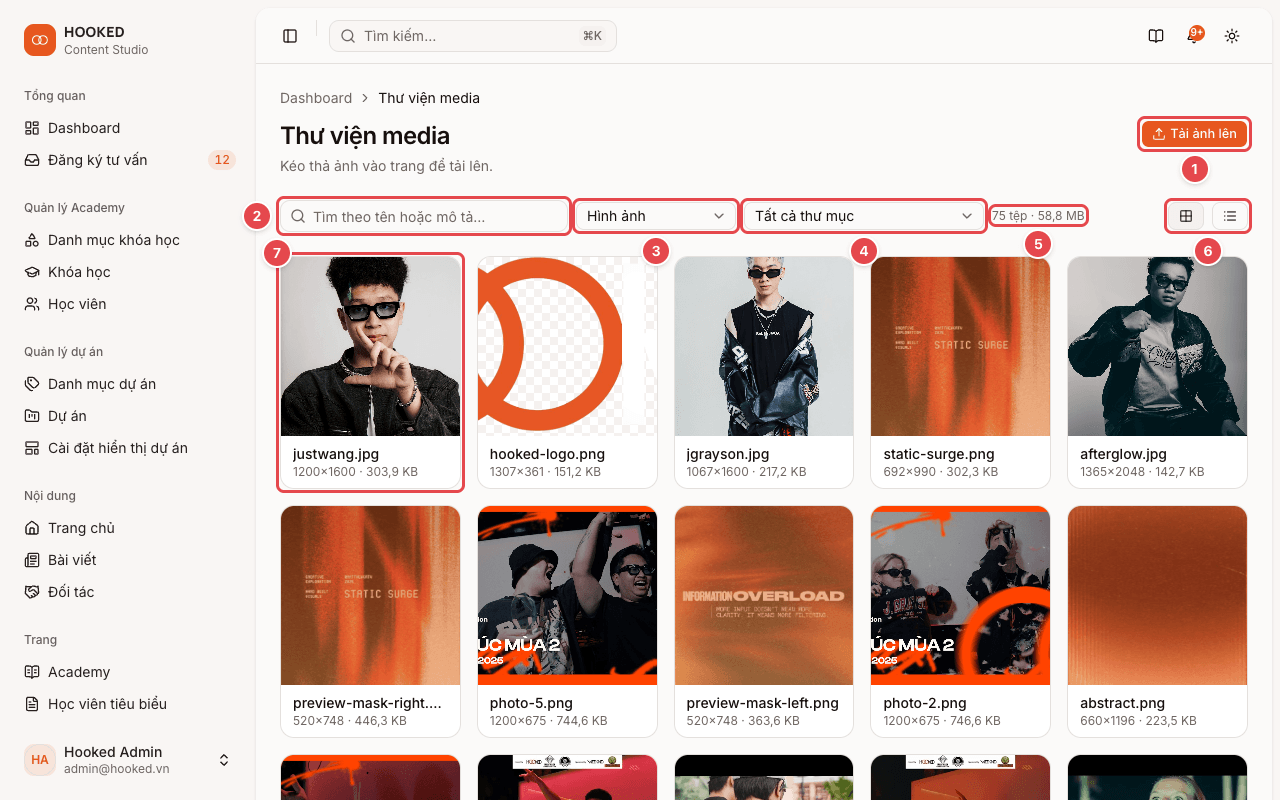 HOOKED
Content Studio
Tổng quan
Dashboard
Đăng ký tư vấn
12
Quản lý Academy
Danh mục khóa học
Khóa học
Học viên
Quản lý dự án
Danh mục dự án
Dự án
Cài đặt hiển thị dự án
Nội dung
Trang chủ
Bài viết
Đối tác
Trang
Academy
Học viên tiêu biểu
HA
Hooked Admin
admin@hooked.vn
Tìm kiếm...
⌘K
9+
Dashboard > Thư viện media
Thư viện media
Kéo thả ảnh vào trang để tải lên.
Tải ảnh lên
1
2
Tìm theo tên hoặc mô tả...
Hình ảnh
Tất cả thư mục
75 tệp · 58,8 MB
7
3
4
5
6
STATIC SURGE
justwang.jpg
1200×1600 · 303,9 KB
hooked-logo.png
1307×361 · 151,2 KB
jgrayson.jpg
1067×1600 · 217,2 KB
static-surge.png
692×990 · 302,3 KB
afterglow.jpg
1365×2048 · 142,7 KB
STATIC SURGE
ÚC MÙA 2
2025
INFORMATION OVERLOAD
MORE INPUT DOESN'T MEAN MORE
CLARITY. IT MEANS MORE FILTERING.
ÚC MÙA 2
2025
preview-mask-right....
520×748 · 446,3 KB
photo-5.png
1200×675 · 744,6 KB
preview-mask-left.png
520×748 · 363,6 KB
photo-2.png
1200×675 · 746,6 KB
abstract.png
660×1196 · 223,5 KB